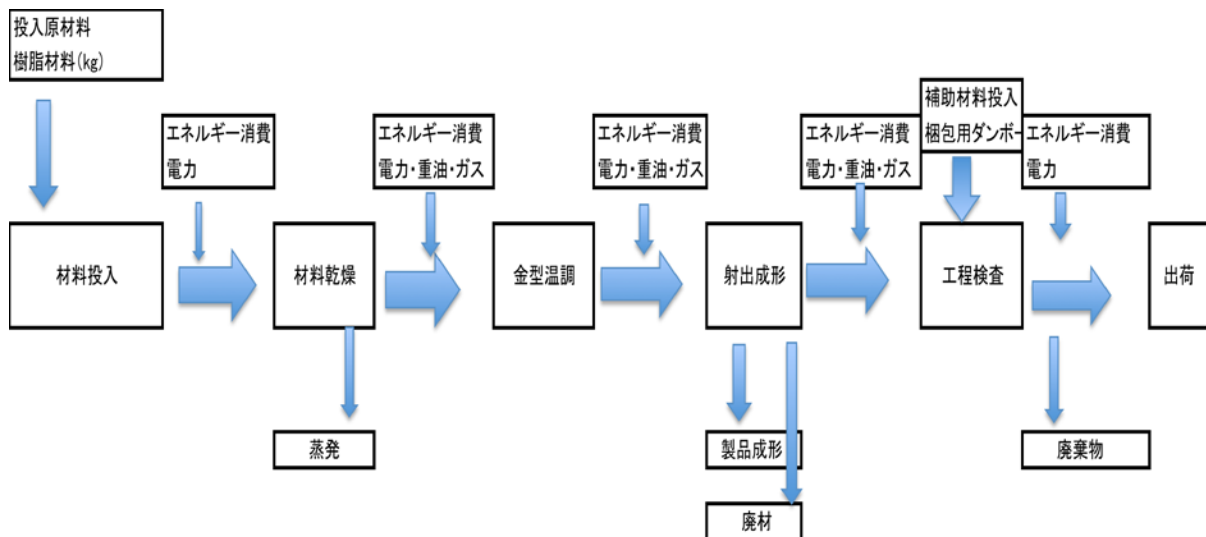 投入原材料
樹脂材料(kg)
エネルギー消費
電力
エネルギー消費
電力・重油・ガス
エネルギー消費
電力・重油・ガス
エネルギー消費
電力・重油・ガス
補助材料投入
梱包用ダンボー
エネルギー消費
電力
材料投入
材料乾燥
金型温調
射出成形
工程検査
出荷
蒸発
製品成形
廃棄物
廃材